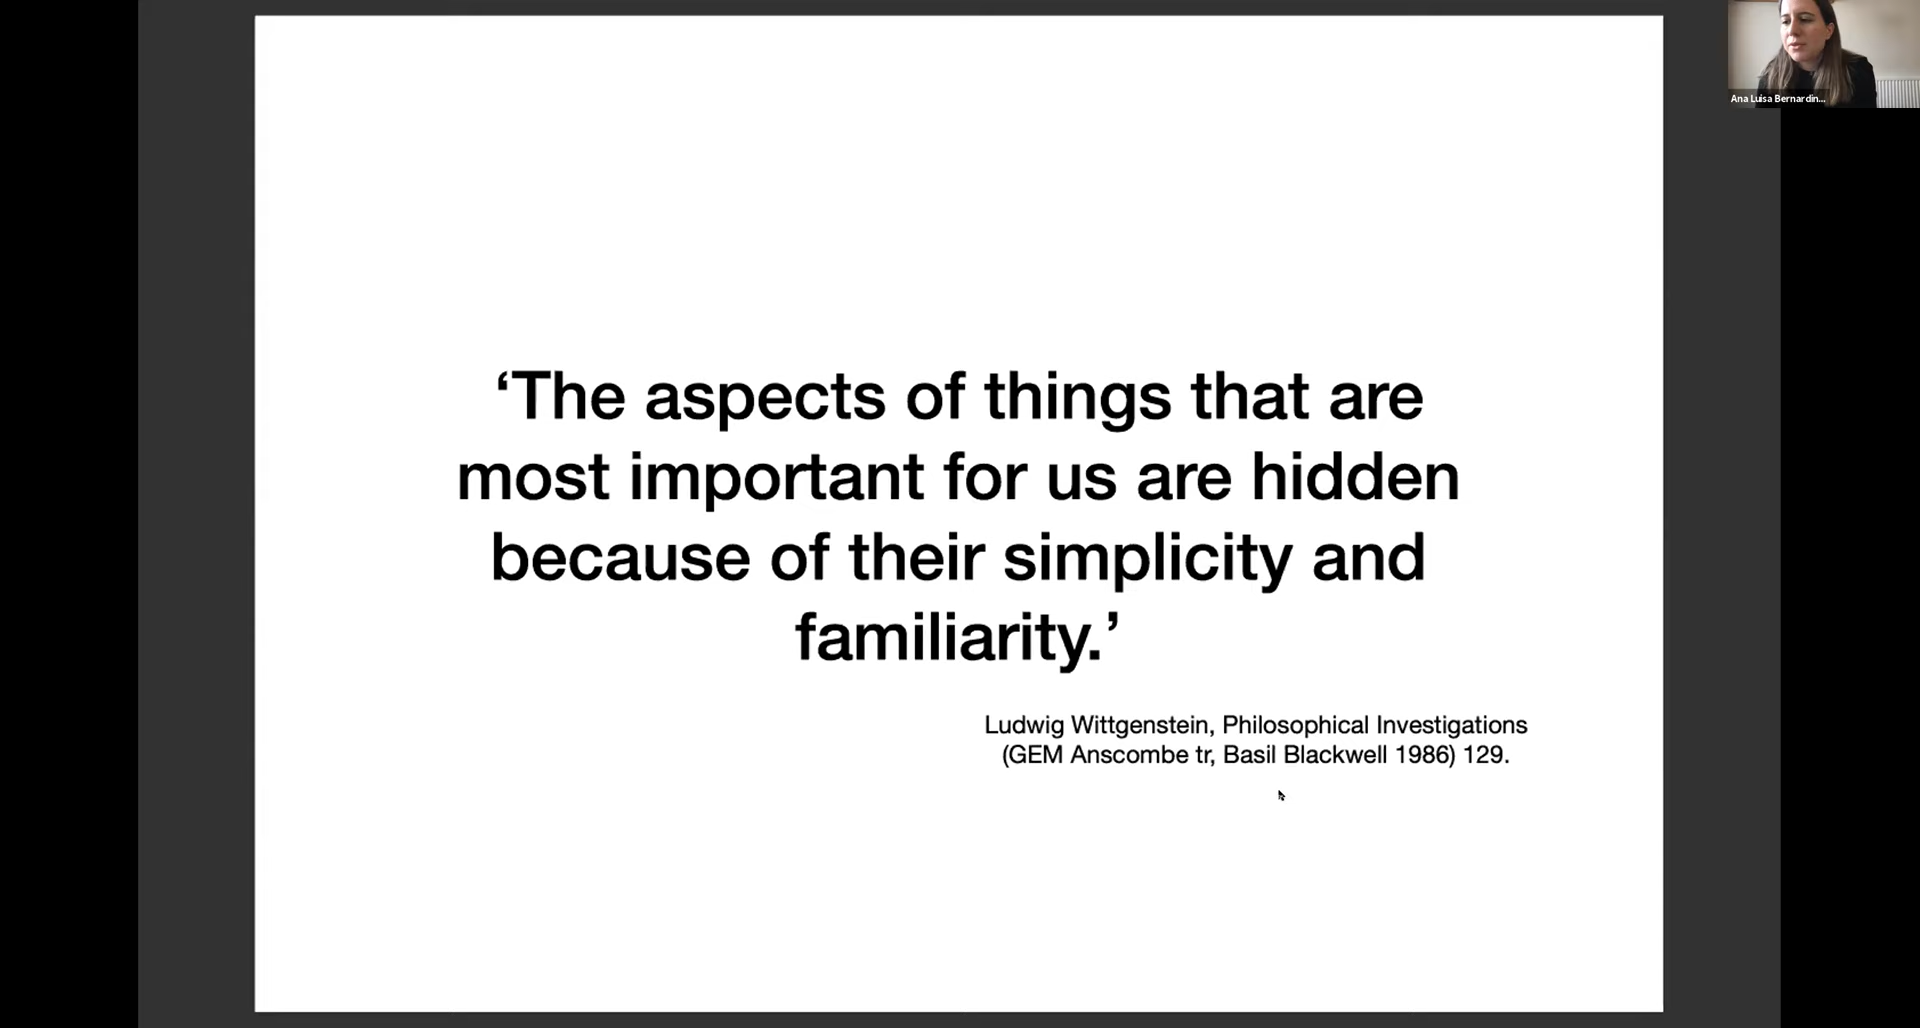 Ana Luisa Bernardin...
‘The aspects of things that are
most important for us are hidden
because of their simplicity and
familiarity.’
Ludwig Wittgenstein, Philosophical Investigations
(GEM Anscombe tr, Basil Blackwell 1986) 129.